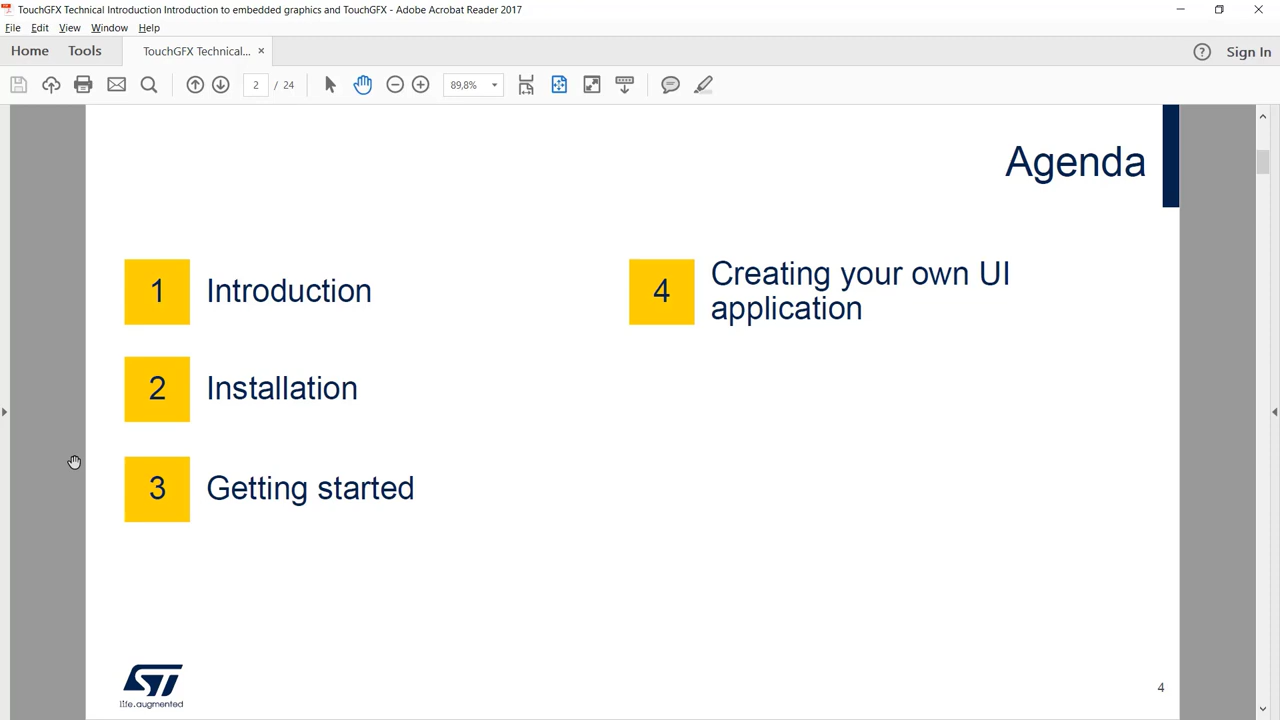 TouchGFX Technical Introduction Introduction to embedded graphics and TouchGFX - Adobe Acrobat Reader 2017
File Edit View Window Help
Home Tools TouchGFX Technical... × Sign In
2 / 24 89,8%
Agenda
1 Introduction
2 Installation
3 Getting started
4 Creating your own UI
application
ST
life.augmented
4